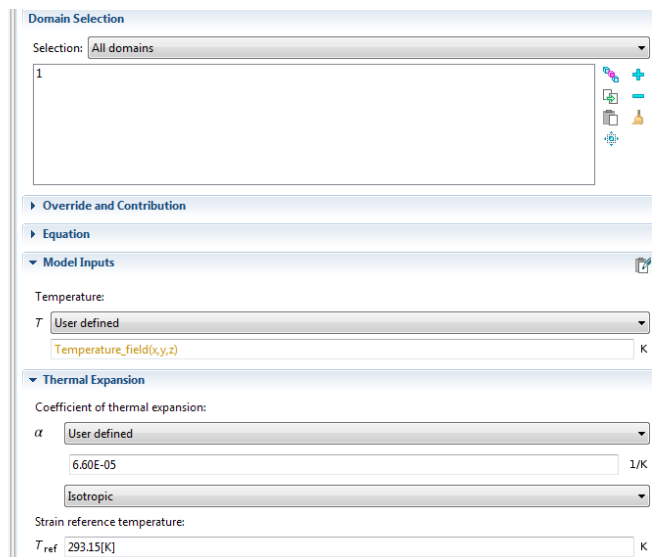 Domain Selection
Selection: All domains
1
Override and Contribution
Equation
Model Inputs
Temperature:
T User defined
Temperature_field(x,y,z) K
Thermal Expansion
Coefficient of thermal expansion:
α User defined
6.60E-05 1/K
Isotropic
Strain reference temperature:
Tref 293.15[K] K